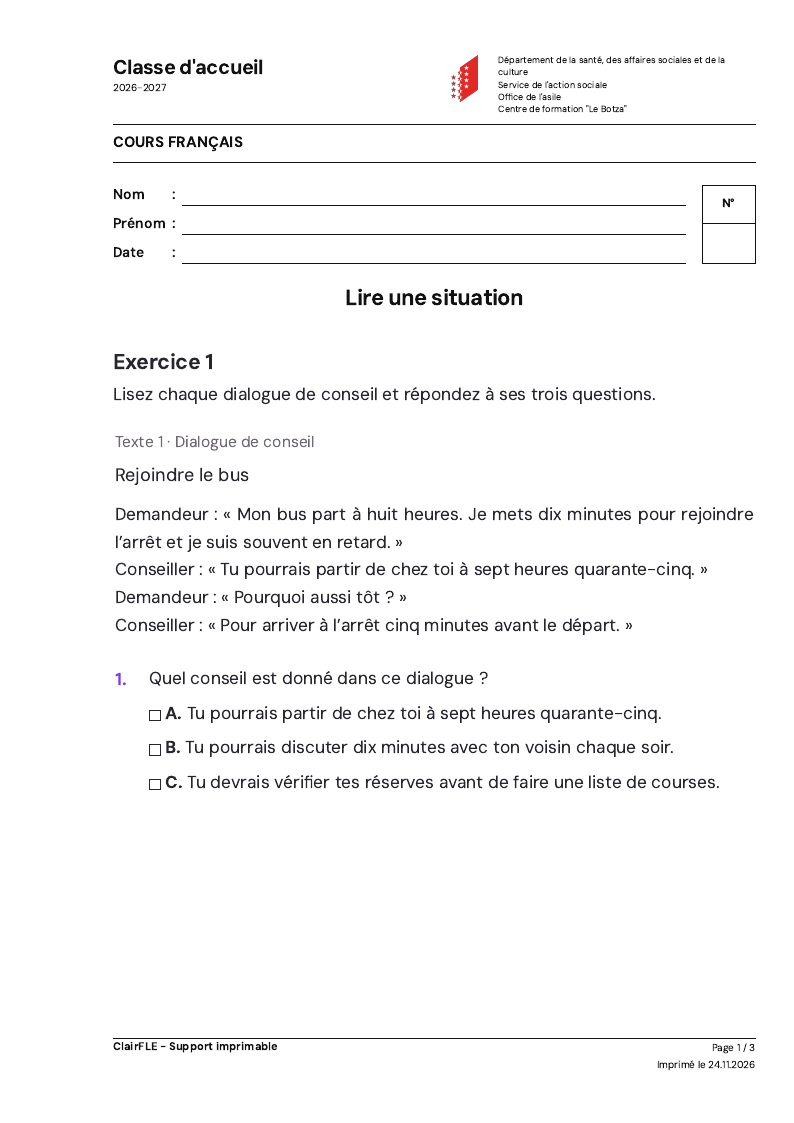 Classe d'accueil
2026-2027
Département de la santé, des affaires sociales et de la
culture
Service de l'action sociale
Office de l'asile
Centre de formation "Le Botza"
COURS FRANÇAIS
Nom :
Prénom :
Date :
N°
Lire une situation
Exercice 1
Lisez chaque dialogue de conseil et répondez à ses trois questions.
Texte 1 · Dialogue de conseil
Rejoindre le bus
Demandeur : « Mon bus part à huit heures. Je mets dix minutes pour rejoindre
l’arrêt et je suis souvent en retard. »
Conseiller : « Tu pourrais partir de chez toi à sept heures quarante-cinq. »
Demandeur : « Pourquoi aussi tôt ? »
Conseiller : « Pour arriver à l’arrêt cinq minutes avant le départ. »
1. Quel conseil est donné dans ce dialogue ?
A. Tu pourrais partir de chez toi à sept heures quarante-cinq.
B. Tu pourrais discuter dix minutes avec ton voisin chaque soir.
C. Tu devrais vérifier tes réserves avant de faire une liste de courses.
ClairFLE - Support imprimable
Page 1 / 3
Imprimé le 24.11.2026